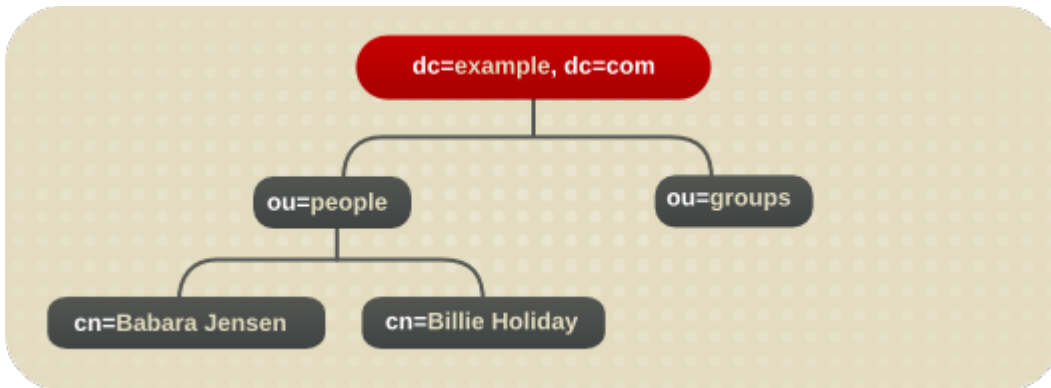 dc=example, dc=com
ou=people
ou=groups
cn=Babara Jensen
cn=Billie Holiday